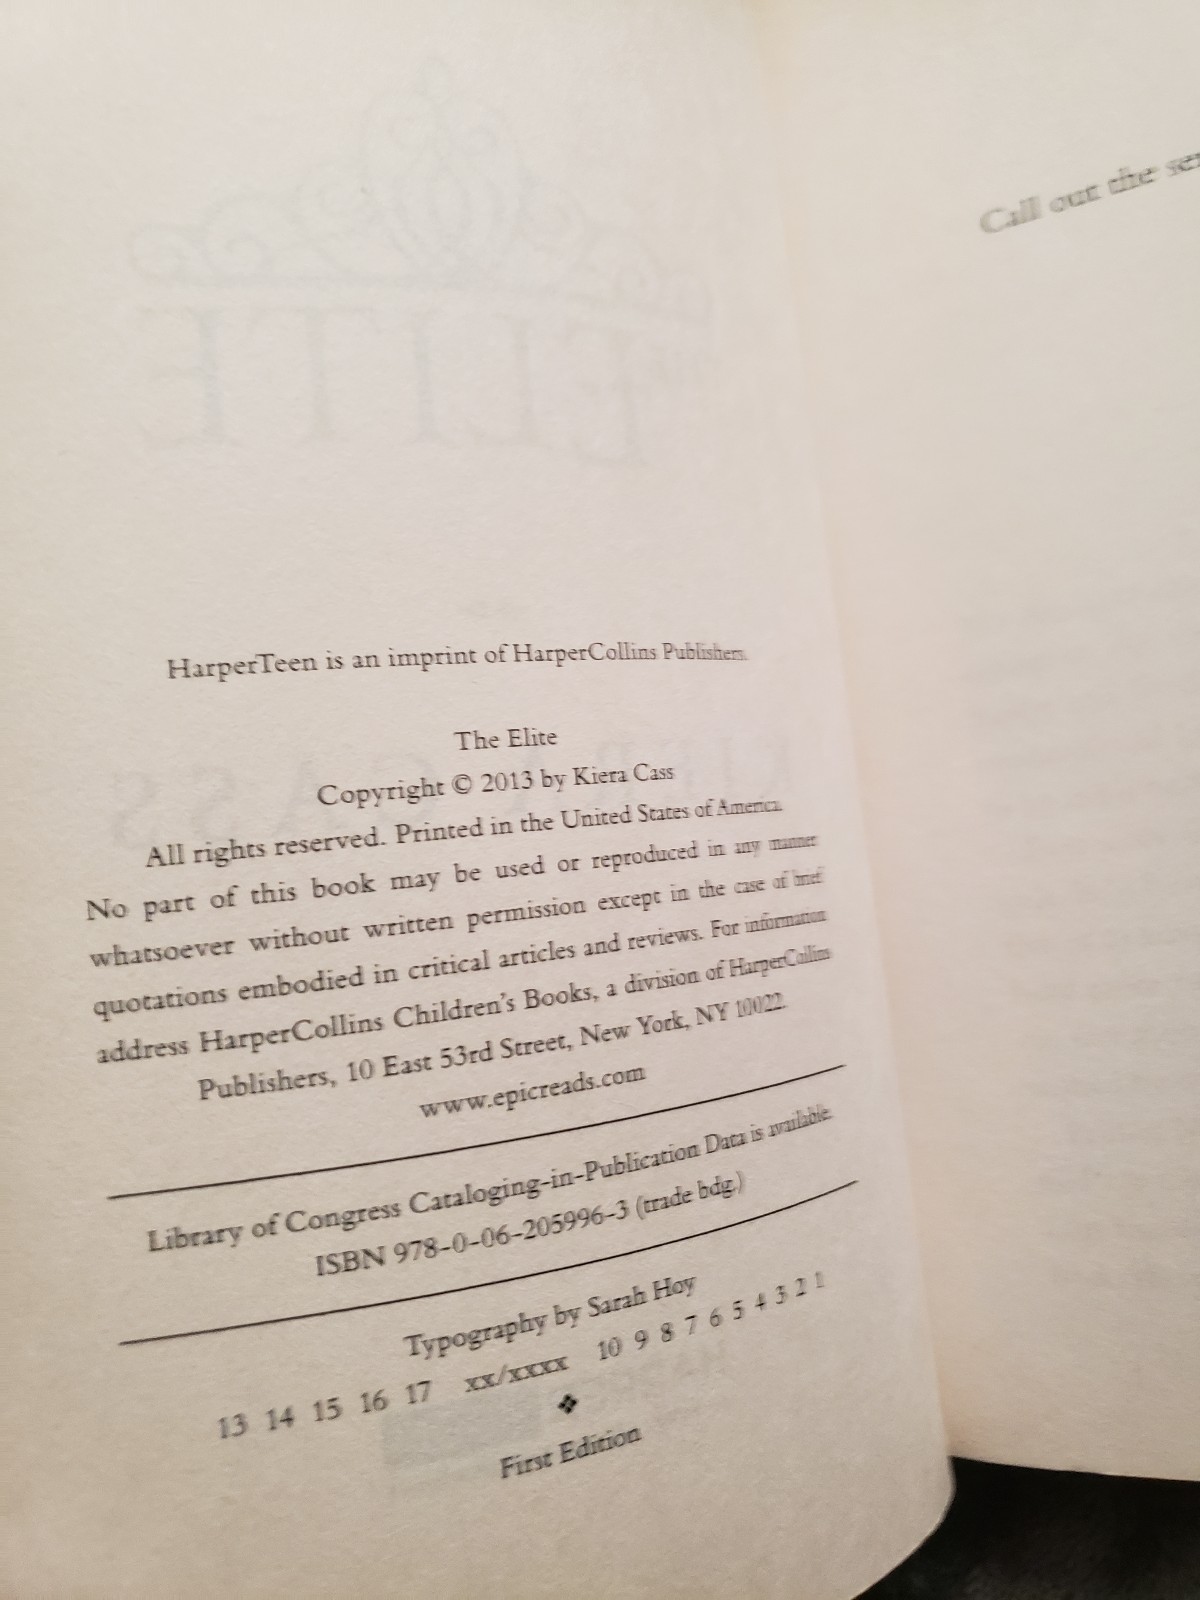 HarperTeen is an imprint of HarperCollins Publishers.
The Elite
Copyright © 2013 by Kiera Cass
All rights reserved. Printed in the United States of America.
No part of this book may be used or reproduced in any manner
whatsoever without written permission except in the case of brief
quotations embodied in critical articles and reviews. For information
address HarperCollins Children's Books, a division of HarperCollins
Publishers, 10 East 53rd Street, New York, NY 10022.
www.epicreads.com
Library of Congress Cataloging-in-Publication Data is available.
ISBN 978-0-06-205996-3 (trade bdg.)
Typography by Sarah Hoy
13 14 15 16 17 xx/xxxx 10 9 8 7 6 5 4 3 2 1
❖
First Edition
Call out the